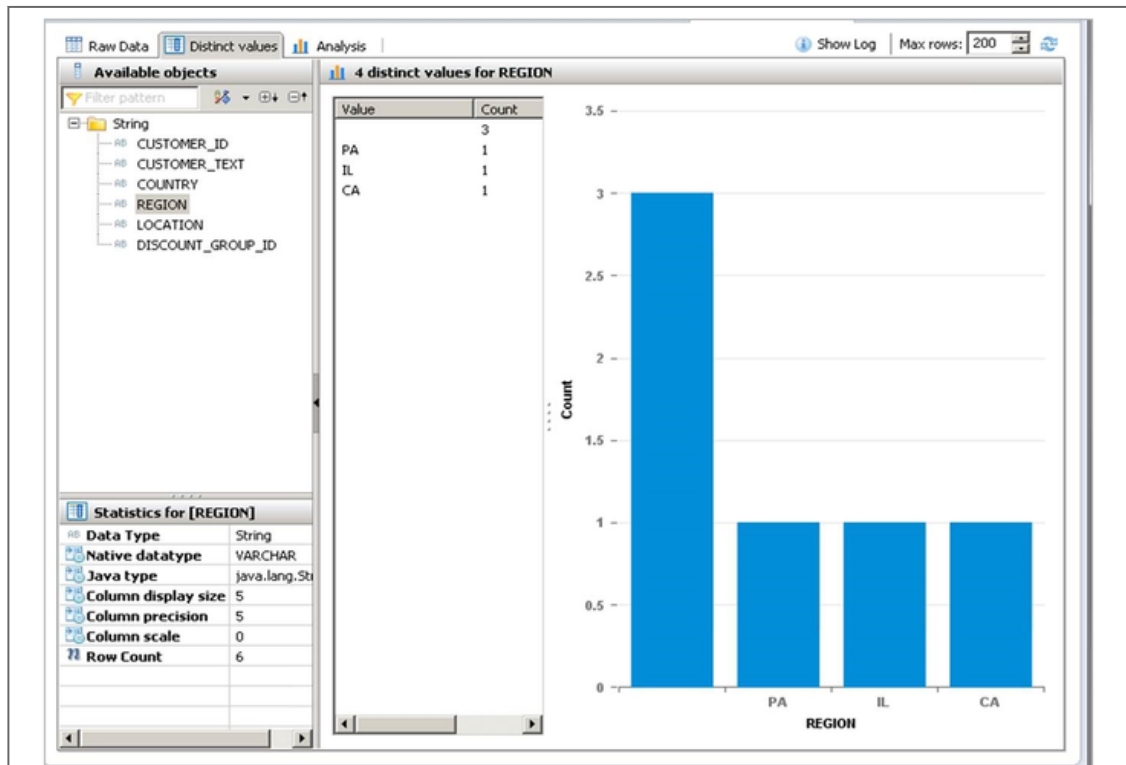 Raw Data Distinct values Analysis Show Log Max rows: 200
Available objects
Filter pattern
String
CUSTOMER_ID
CUSTOMER_TEXT
COUNTRY
REGION
LOCATION
DISCOUNT_GROUP_ID
Statistics for [REGION]
Data Type String
Native datatype VARCHAR
Java type java.lang.St
Column display size 5
Column precision 5
Column scale 0
Row Count 6
4 distinct values for REGION
Value Count
3
PA 1
IL 1
CA 1
3.5
3
2.5
2
1.5
1
0.5
0
Count
PA IL CA
REGION